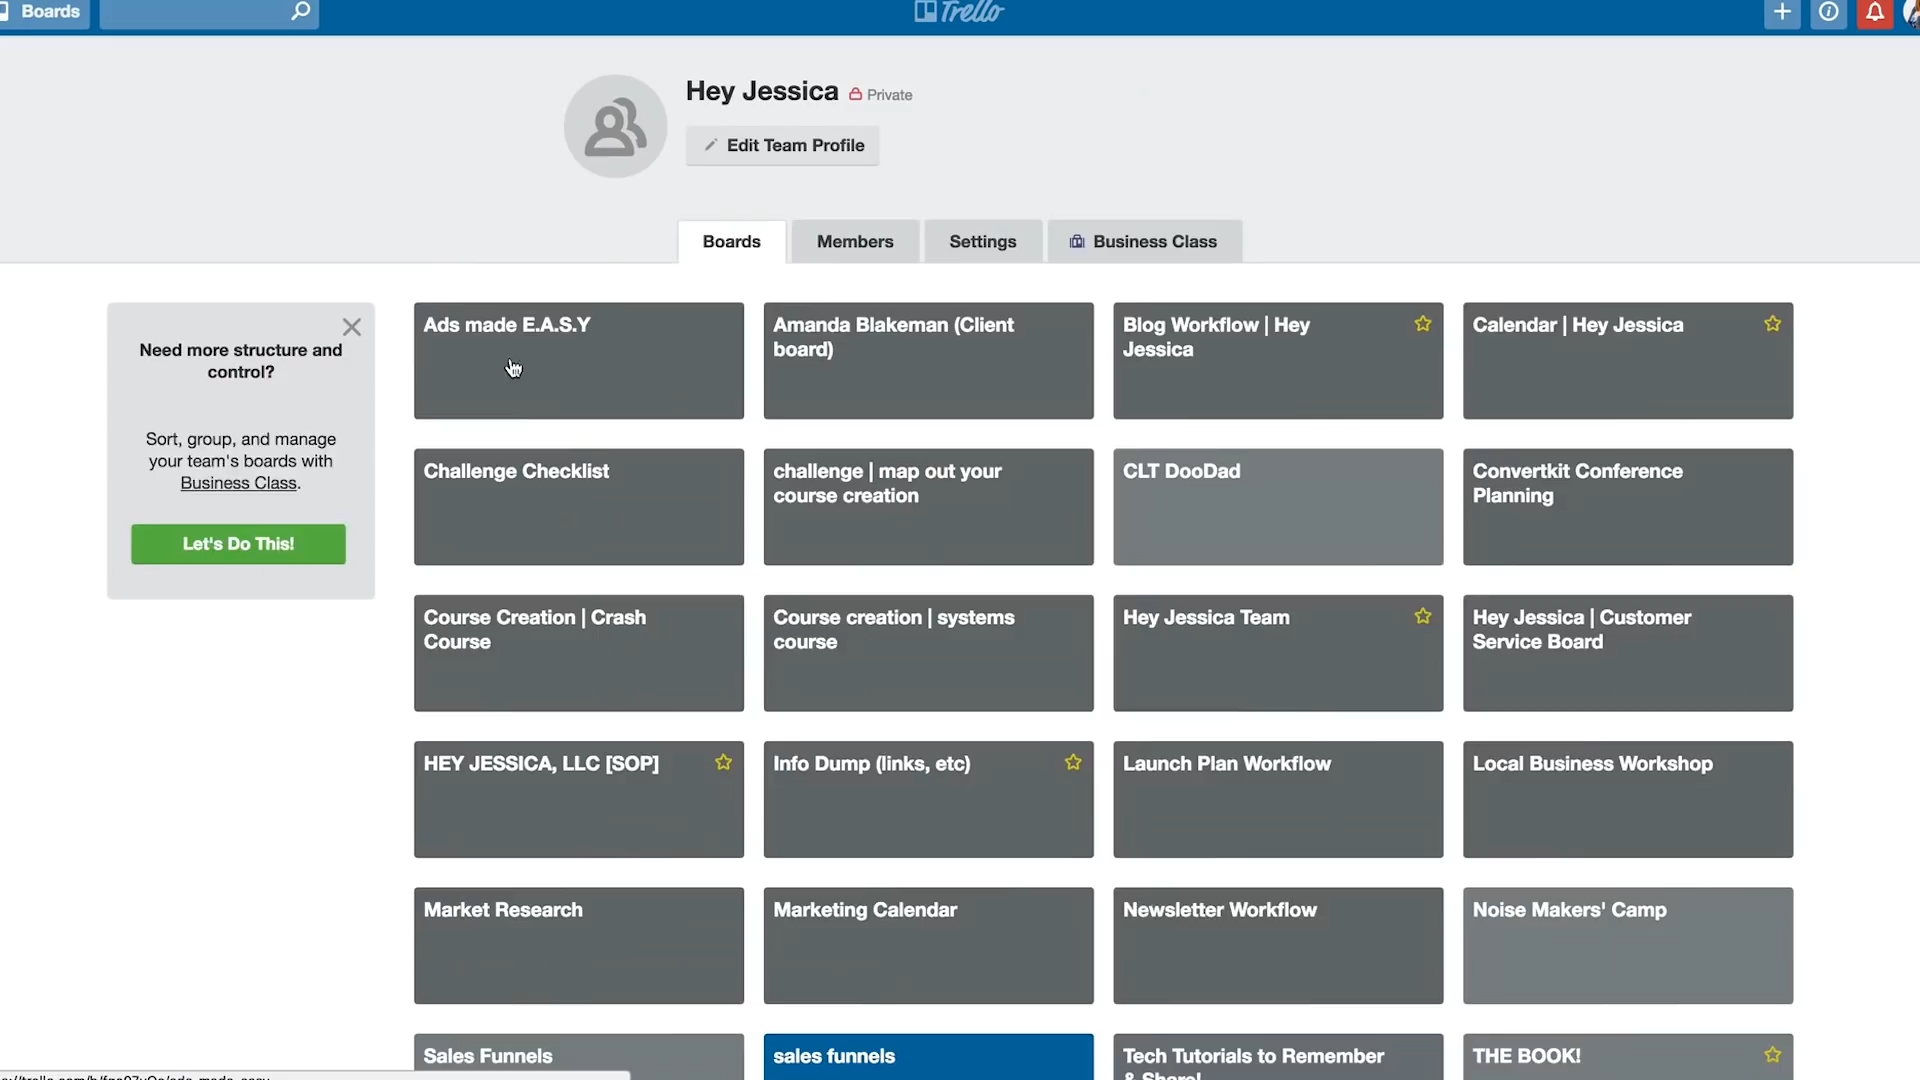 Boards
Trello
Hey Jessica Private
Edit Team Profile
Boards
Members
Settings
Business Class
Need more structure and
control?
Sort, group, and manage
your team's boards with
Business Class.
Let's Do This!
Ads made E.A.S.Y
Amanda Blakeman (Client
board)
Blog Workflow | Hey
Jessica
Calendar | Hey Jessica
Challenge Checklist
challenge | map out your
course creation
CLT DooDad
Convertkit Conference
Planning
Course Creation | Crash
Course
Course creation | systems
course
Hey Jessica Team
Hey Jessica | Customer
Service Board
HEY JESSICA, LLC [SOP]
Info Dump (links, etc)
Launch Plan Workflow
Local Business Workshop
Market Research
Marketing Calendar
Newsletter Workflow
Noise Makers' Camp
Sales Funnels
sales funnels
Tech Tutorials to Remember
& Share!
THE BOOK!